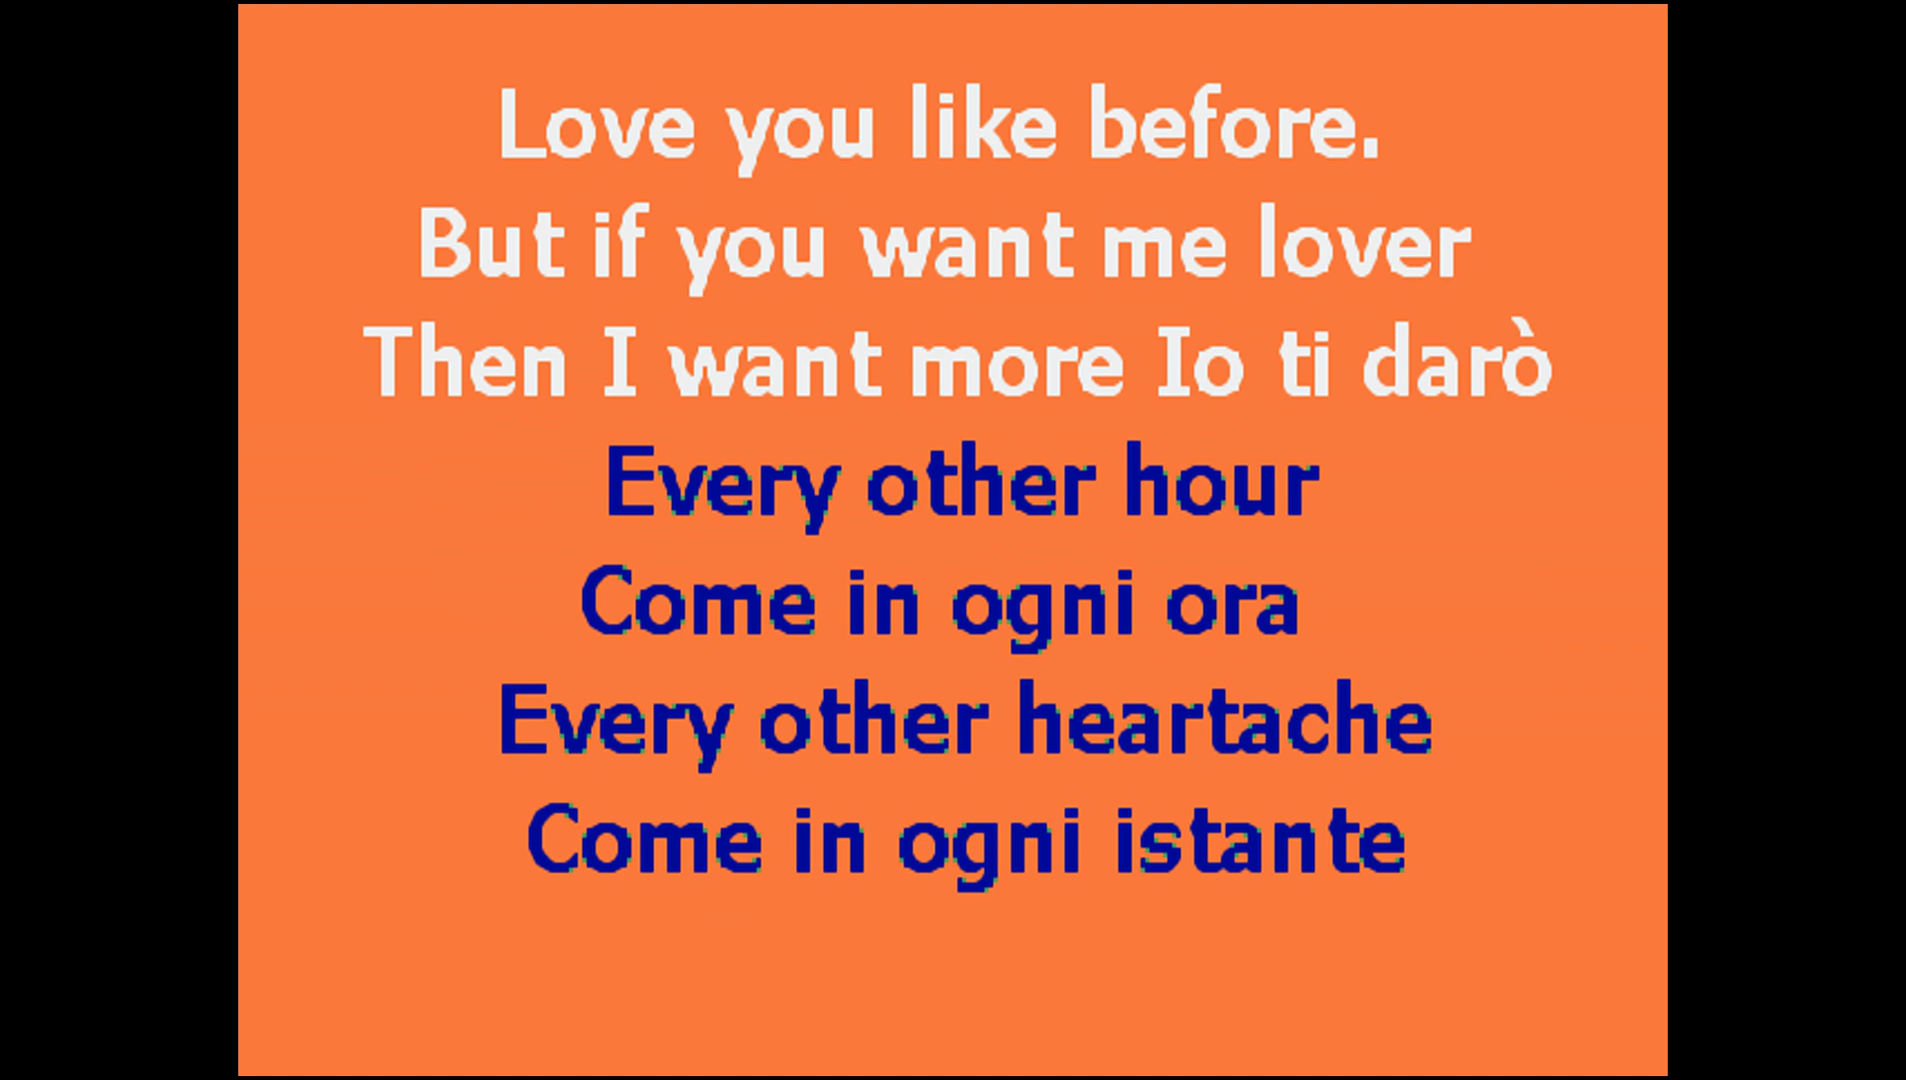 Love you like before.
But if you want me lover
Then I want more Io ti darò
Every other hour
Come in ogni ora
Every other heartache
Come in ogni istante